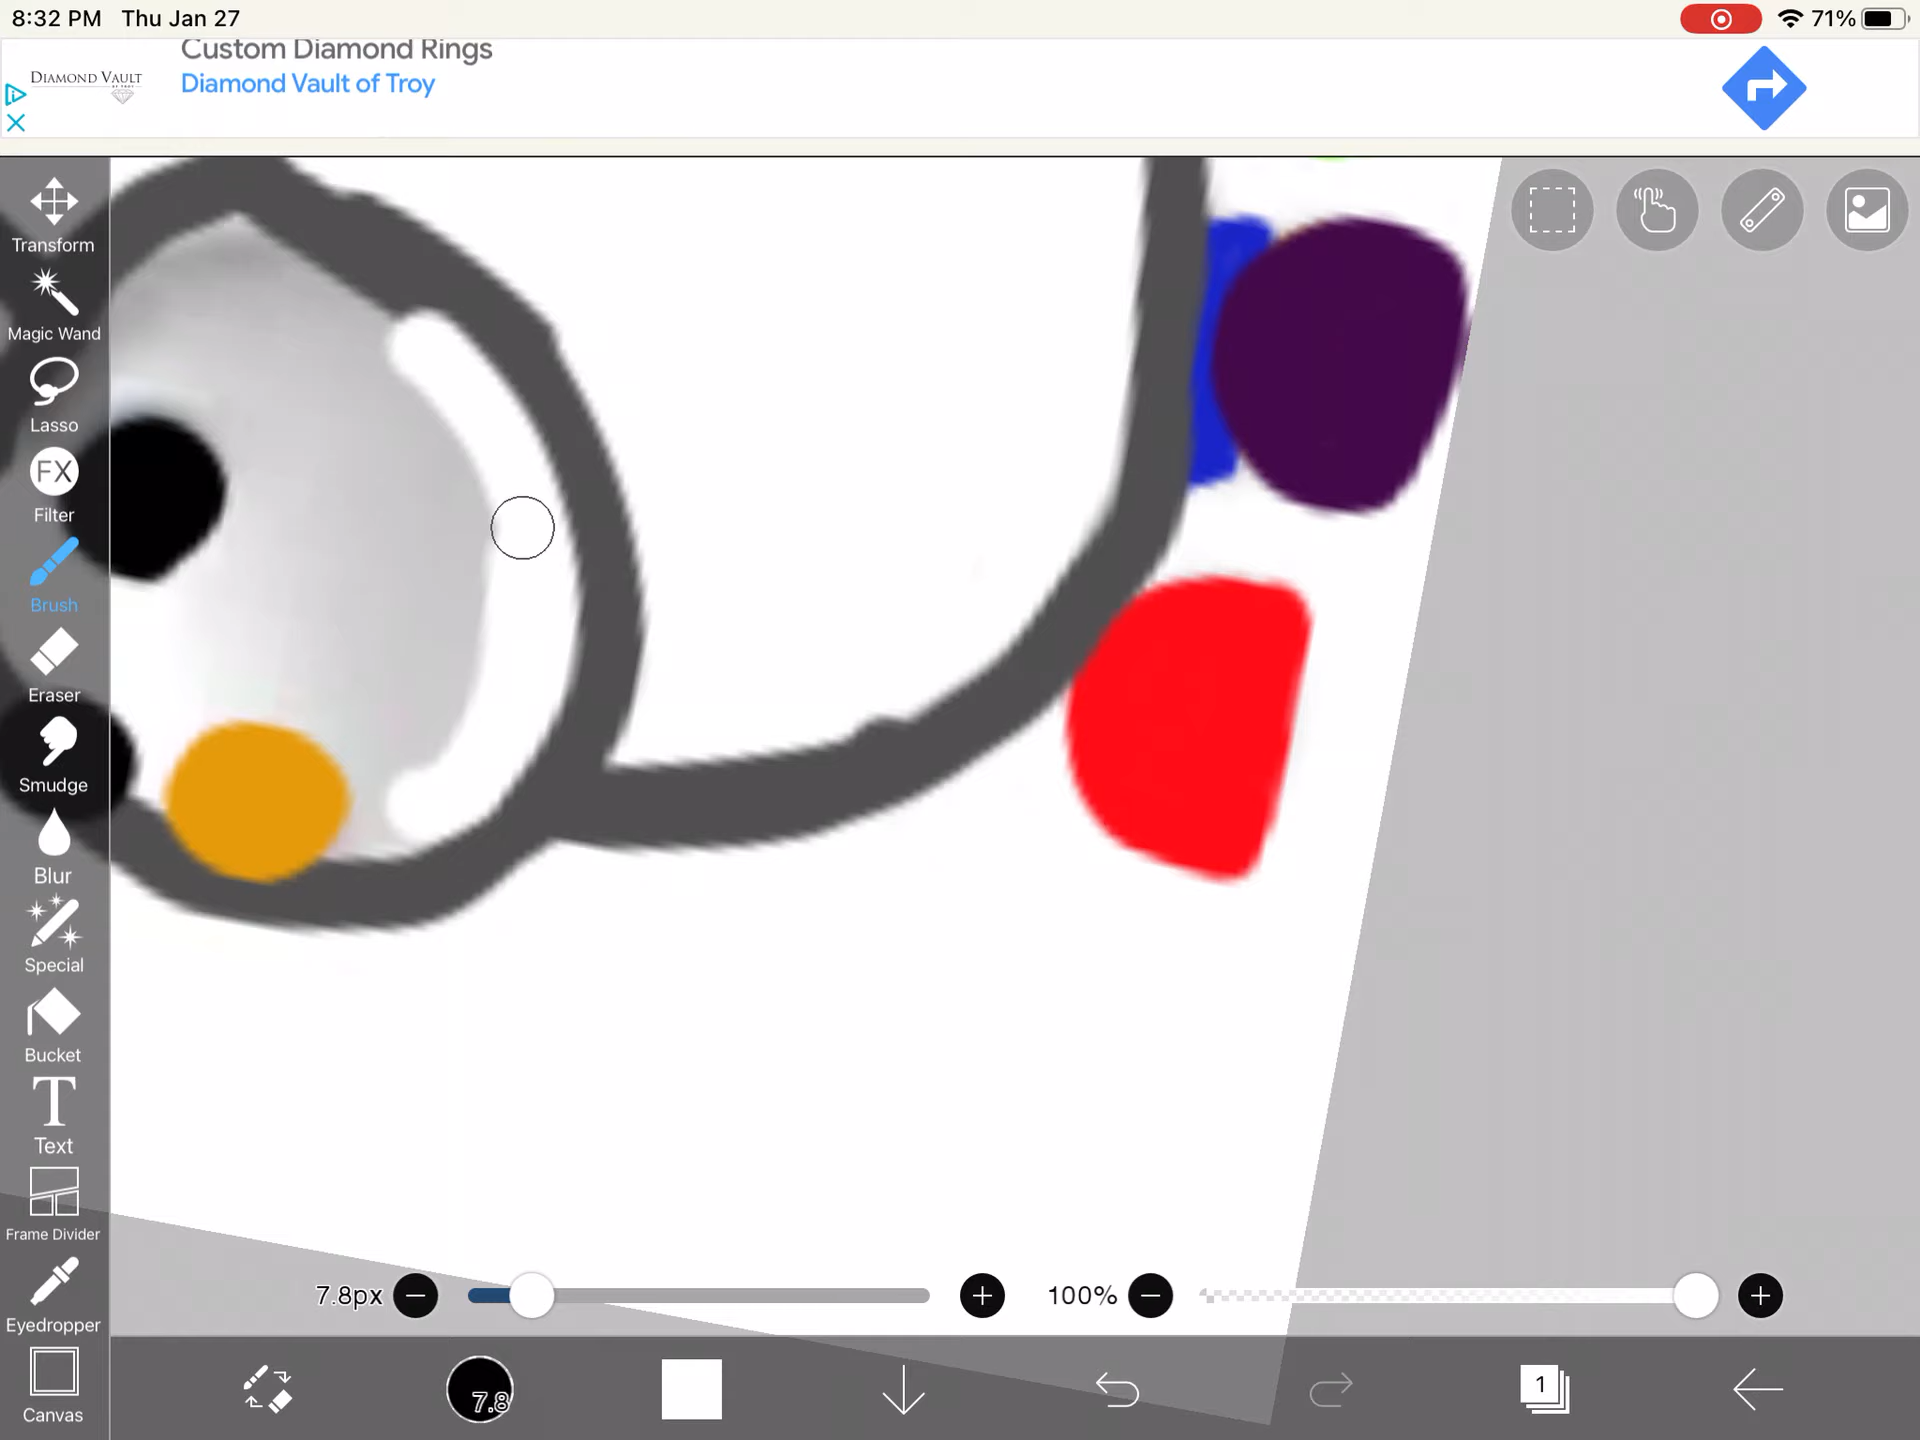 8:32 PM Thu Jan 27
71%
Custom Diamond Rings
DIAMOND VAULT
Diamond Vault of Troy
Transform
Magic Wand
Lasso
FX
Filter
Brush
Eraser
Smudge
Blur
Special
Bucket
T
Text
Frame Divider
Eyedropper
Canvas
7.8px
100%
7.8
1